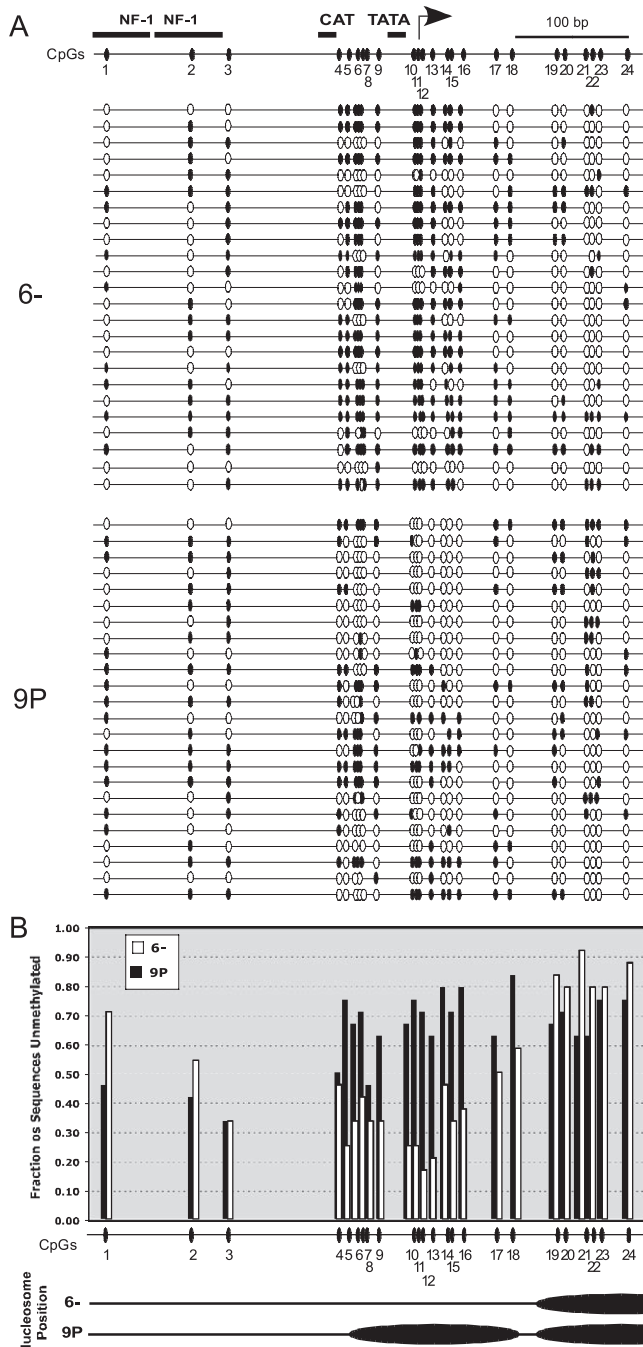 A
NF-1 NF-1 CAT TATA 100 bp
CpGs
1 2 3 4 5 6 7 9 10 13 14 16 17 18 19 20 21 23 24
8 11 15 22
12
6-
9P
B
1.00
0.90
0.80
0.70
0.60
0.50
0.40
0.30
0.20
0.10
0.00
Fraction os Sequences Unmethylated
6-
9P
CpGs
1 2 3 4 5 6 7 9 10 13 14 16 17 18 19 20 21 23 24
8 11 15 22
12
Nucleosome
Position
6-
9P